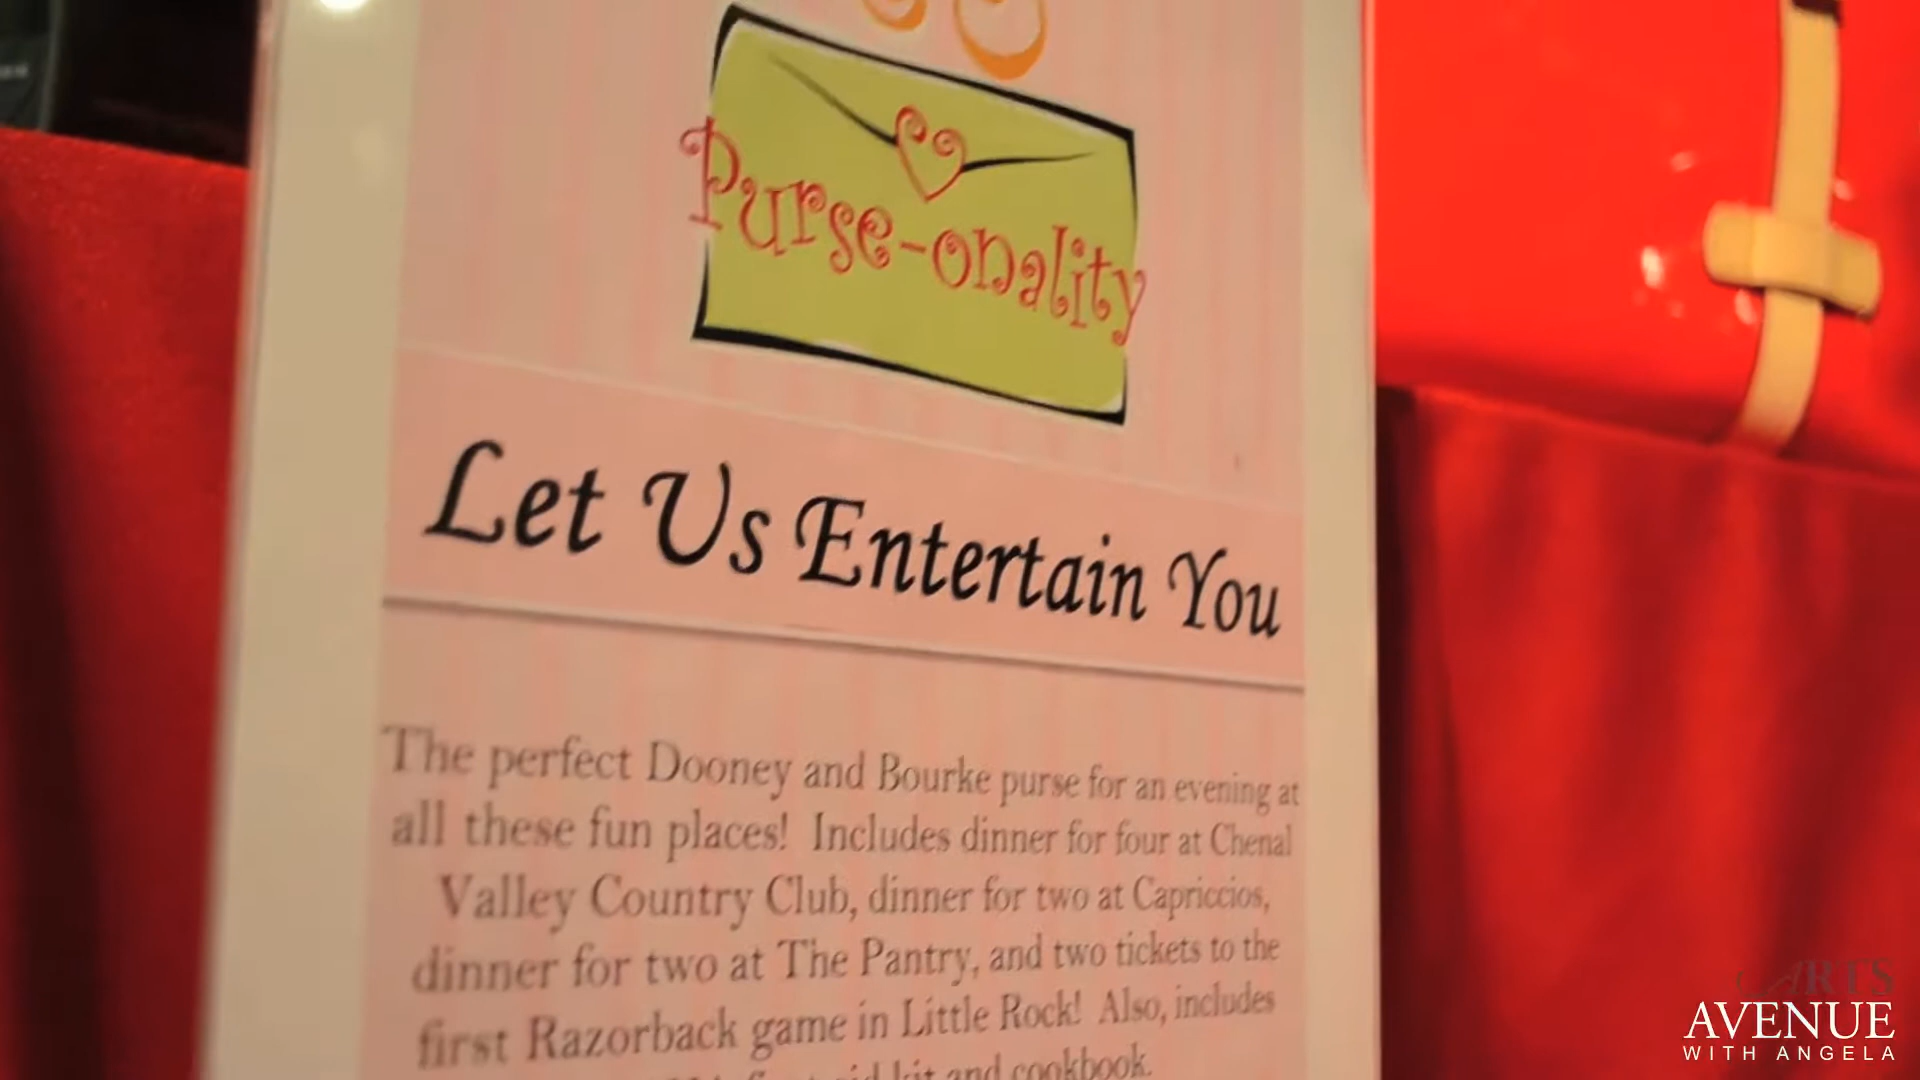 Purse-onality
Let Us Entertain You
The perfect Dooney and Bourke purse for an evening at
all these fun places! Includes dinner for four at Chenal
Valley Country Club, dinner for two at Capriccios,
dinner for two at The Pantry, and two tickets to the
first Razorback game in Little Rock! Also, includes
kit and cookbook.
ARTS
AVENUE
WITH ANGELA